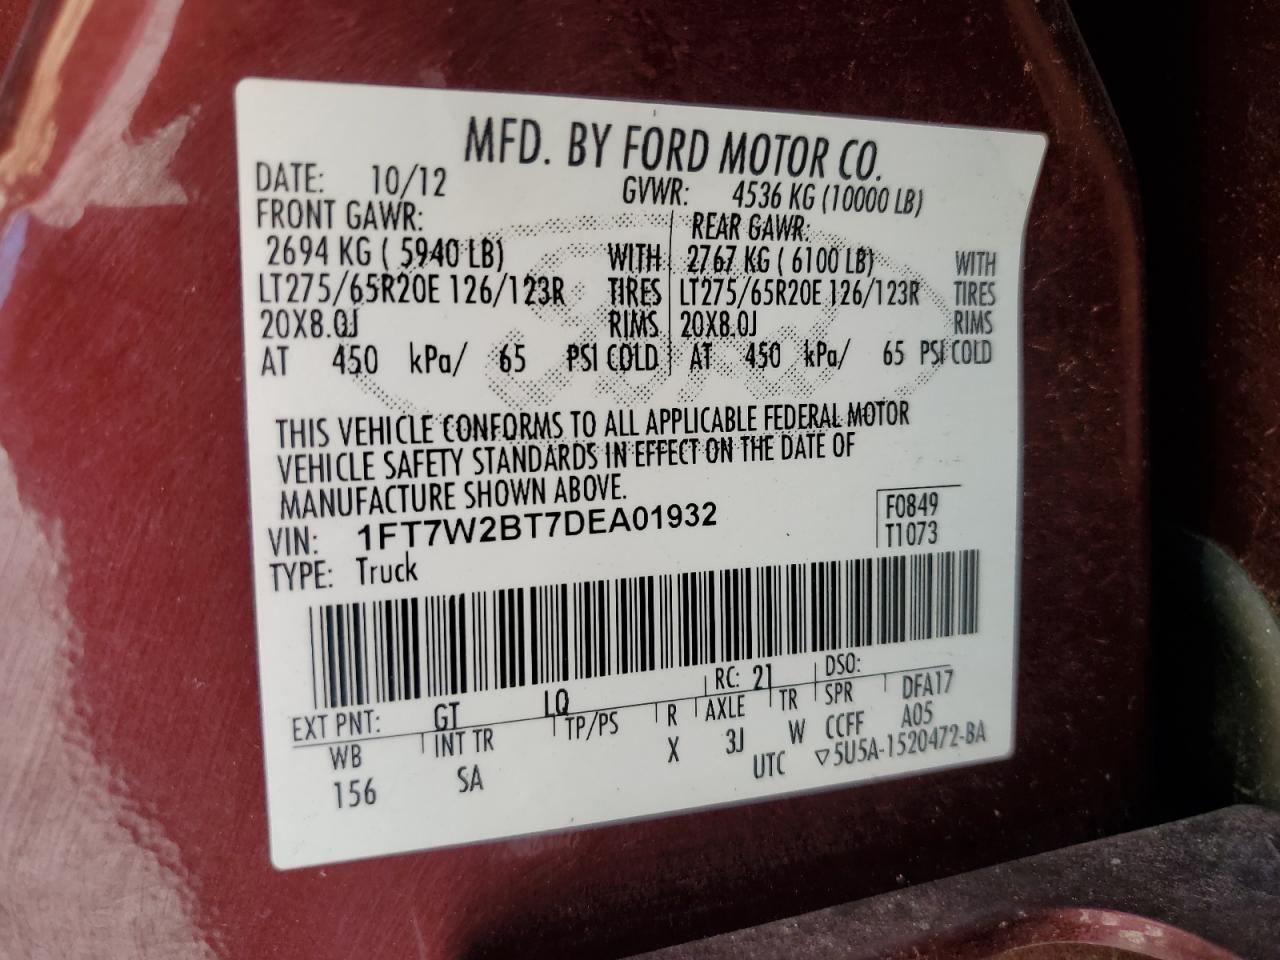 MFD. BY FORD MOTOR CO.
DATE: 10/12 GVWR: 4536 KG (10000 LB)
FRONT GAWR: REAR GAWR:
2694 KG ( 5940 LB) WITH 2767 KG ( 6100 LB) WITH
LT275/65R20E 126/123R TIRES LT275/65R20E 126/123R TIRES
20X8.0J RIMS 20X8.0J RIMS
AT 450 kPa/ 65 PSI COLD AT 450 kPa/ 65 PSI COLD
THIS VEHICLE CONFORMS TO ALL APPLICABLE FEDERAL MOTOR
VEHICLE SAFETY STANDARDS IN EFFECT ON THE DATE OF
MANUFACTURE SHOWN ABOVE.
VIN: 1FT7W2BT7DEA01932 F0849
TYPE: Truck T1073
EXT PNT: GT LQ RC: 21 DSO:
WB INT TR TP/PS R AXLE TR SPR DFA17
156 SA X 3J W CCFF A05
UTC ▽5U5A-1520472-BA